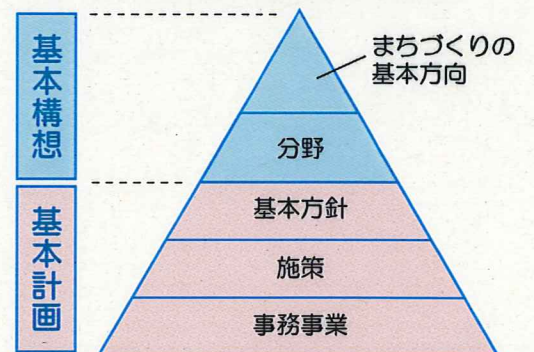 基本構想
まちづくりの
基本方向
分野
基本計画
基本方針
施策
事務事業